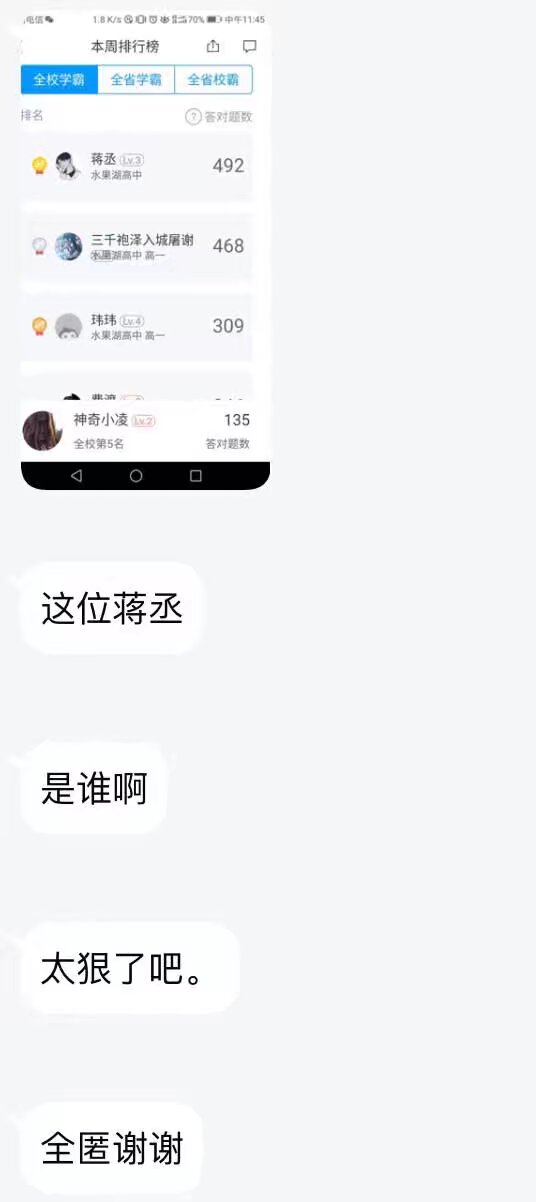 电信 1.8 K/s 70% 中午11:45
本周排行榜
全校学霸 全省学霸 全省校霸
排名 ? 答对题数
蒋丞 Lv.3 492
水果湖高中
三千袍泽入城屠谢 468
水果湖高中 高一
玮玮 Lv.4 309
水果湖高中 高一
神奇小凌 Lv.2 135
全校第5名 答对题数
这位蒋丞
是谁啊
太狠了吧。
全匿谢谢